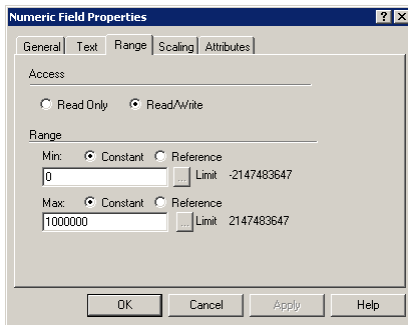 Numeric Field Properties
General Text Range Scaling Attributes
Access
Read Only Read/Write
Range
Min: Constant Reference
0 ... Limit -2147483647
Max: Constant Reference
1000000 ... Limit 2147483647
OK Cancel Apply Help